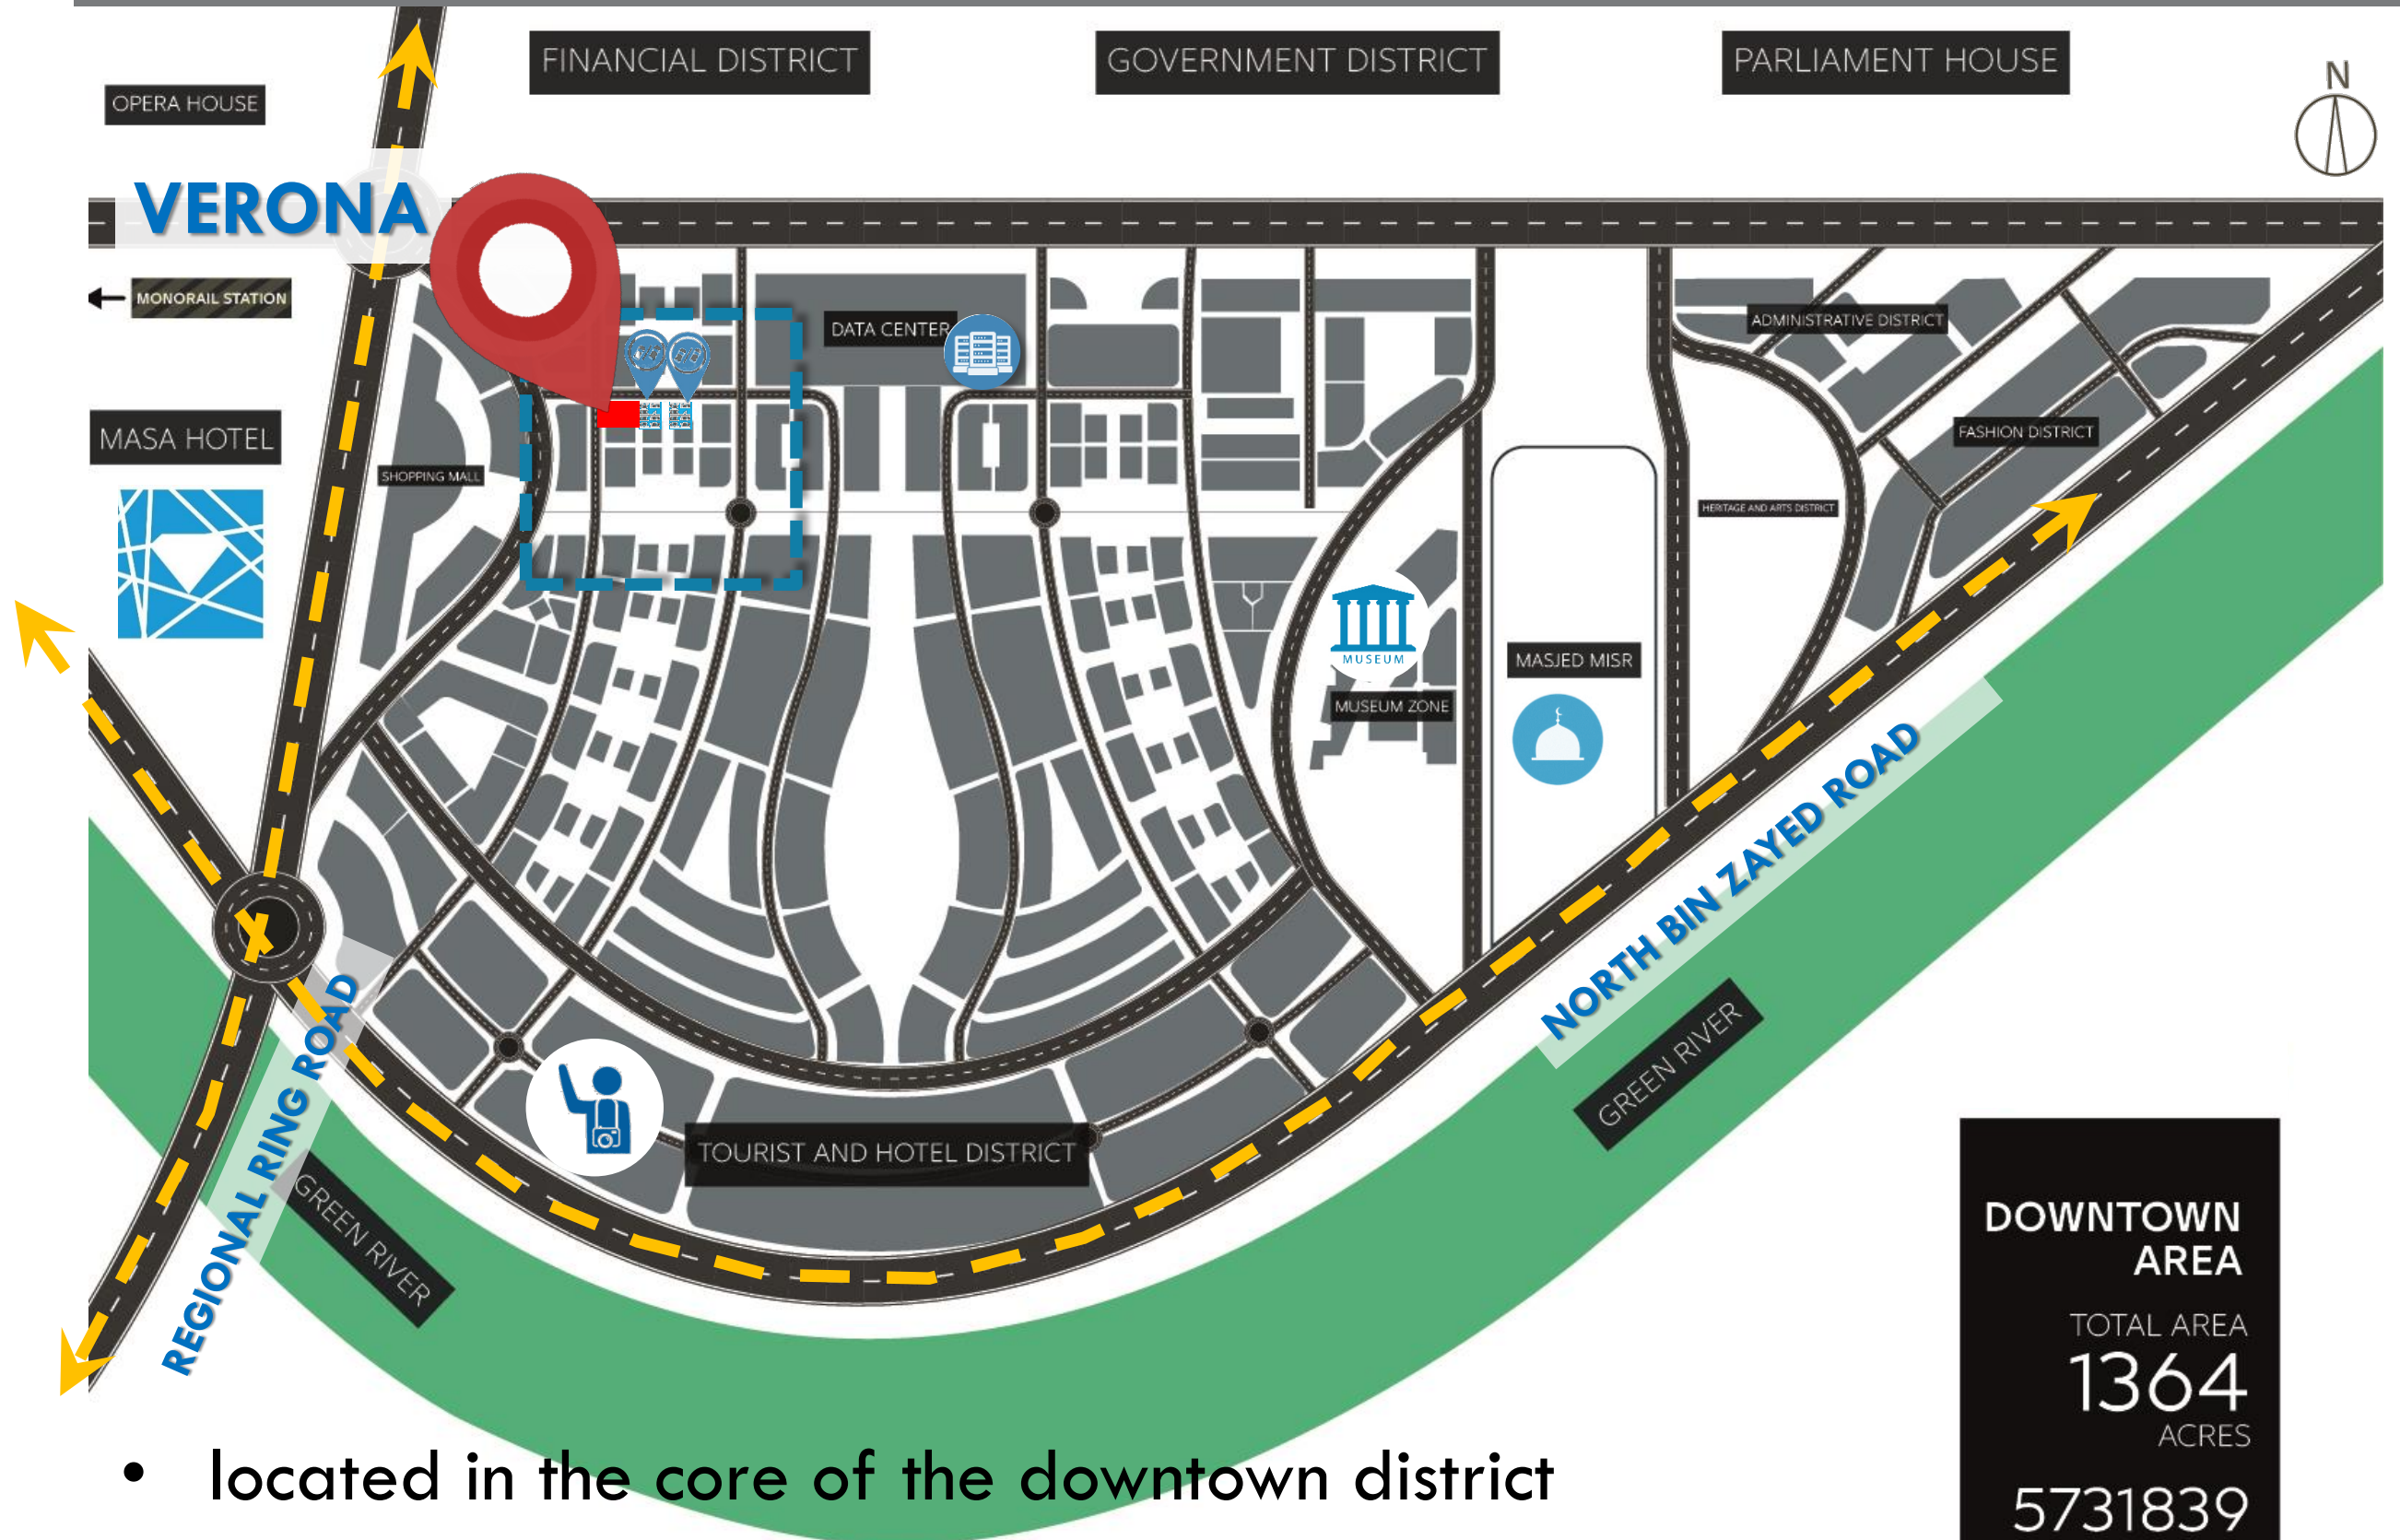 FINANCIAL DISTRICT
GOVERNMENT DISTRICT
PARLIAMENT HOUSE
N
OPERA HOUSE
VERONA
MONORAIL STATION
DATA CENTER
ADMINISTRATIVE DISTRICT
MASA HOTEL
SHOPPING MALL
FASHION DISTRICT
HERITAGE AND ARTS DISTRICT
MUSEUM
MASJED MISR
MUSEUM ZONE
NORTH BIN ZAYED ROAD
GREEN RIVER
REGIONAL RING ROAD
GREEN RIVER
TOURIST AND HOTEL DISTRICT
DOWNTOWN
AREA
TOTAL AREA
1364
ACRES
5731839
• located in the core of the downtown district